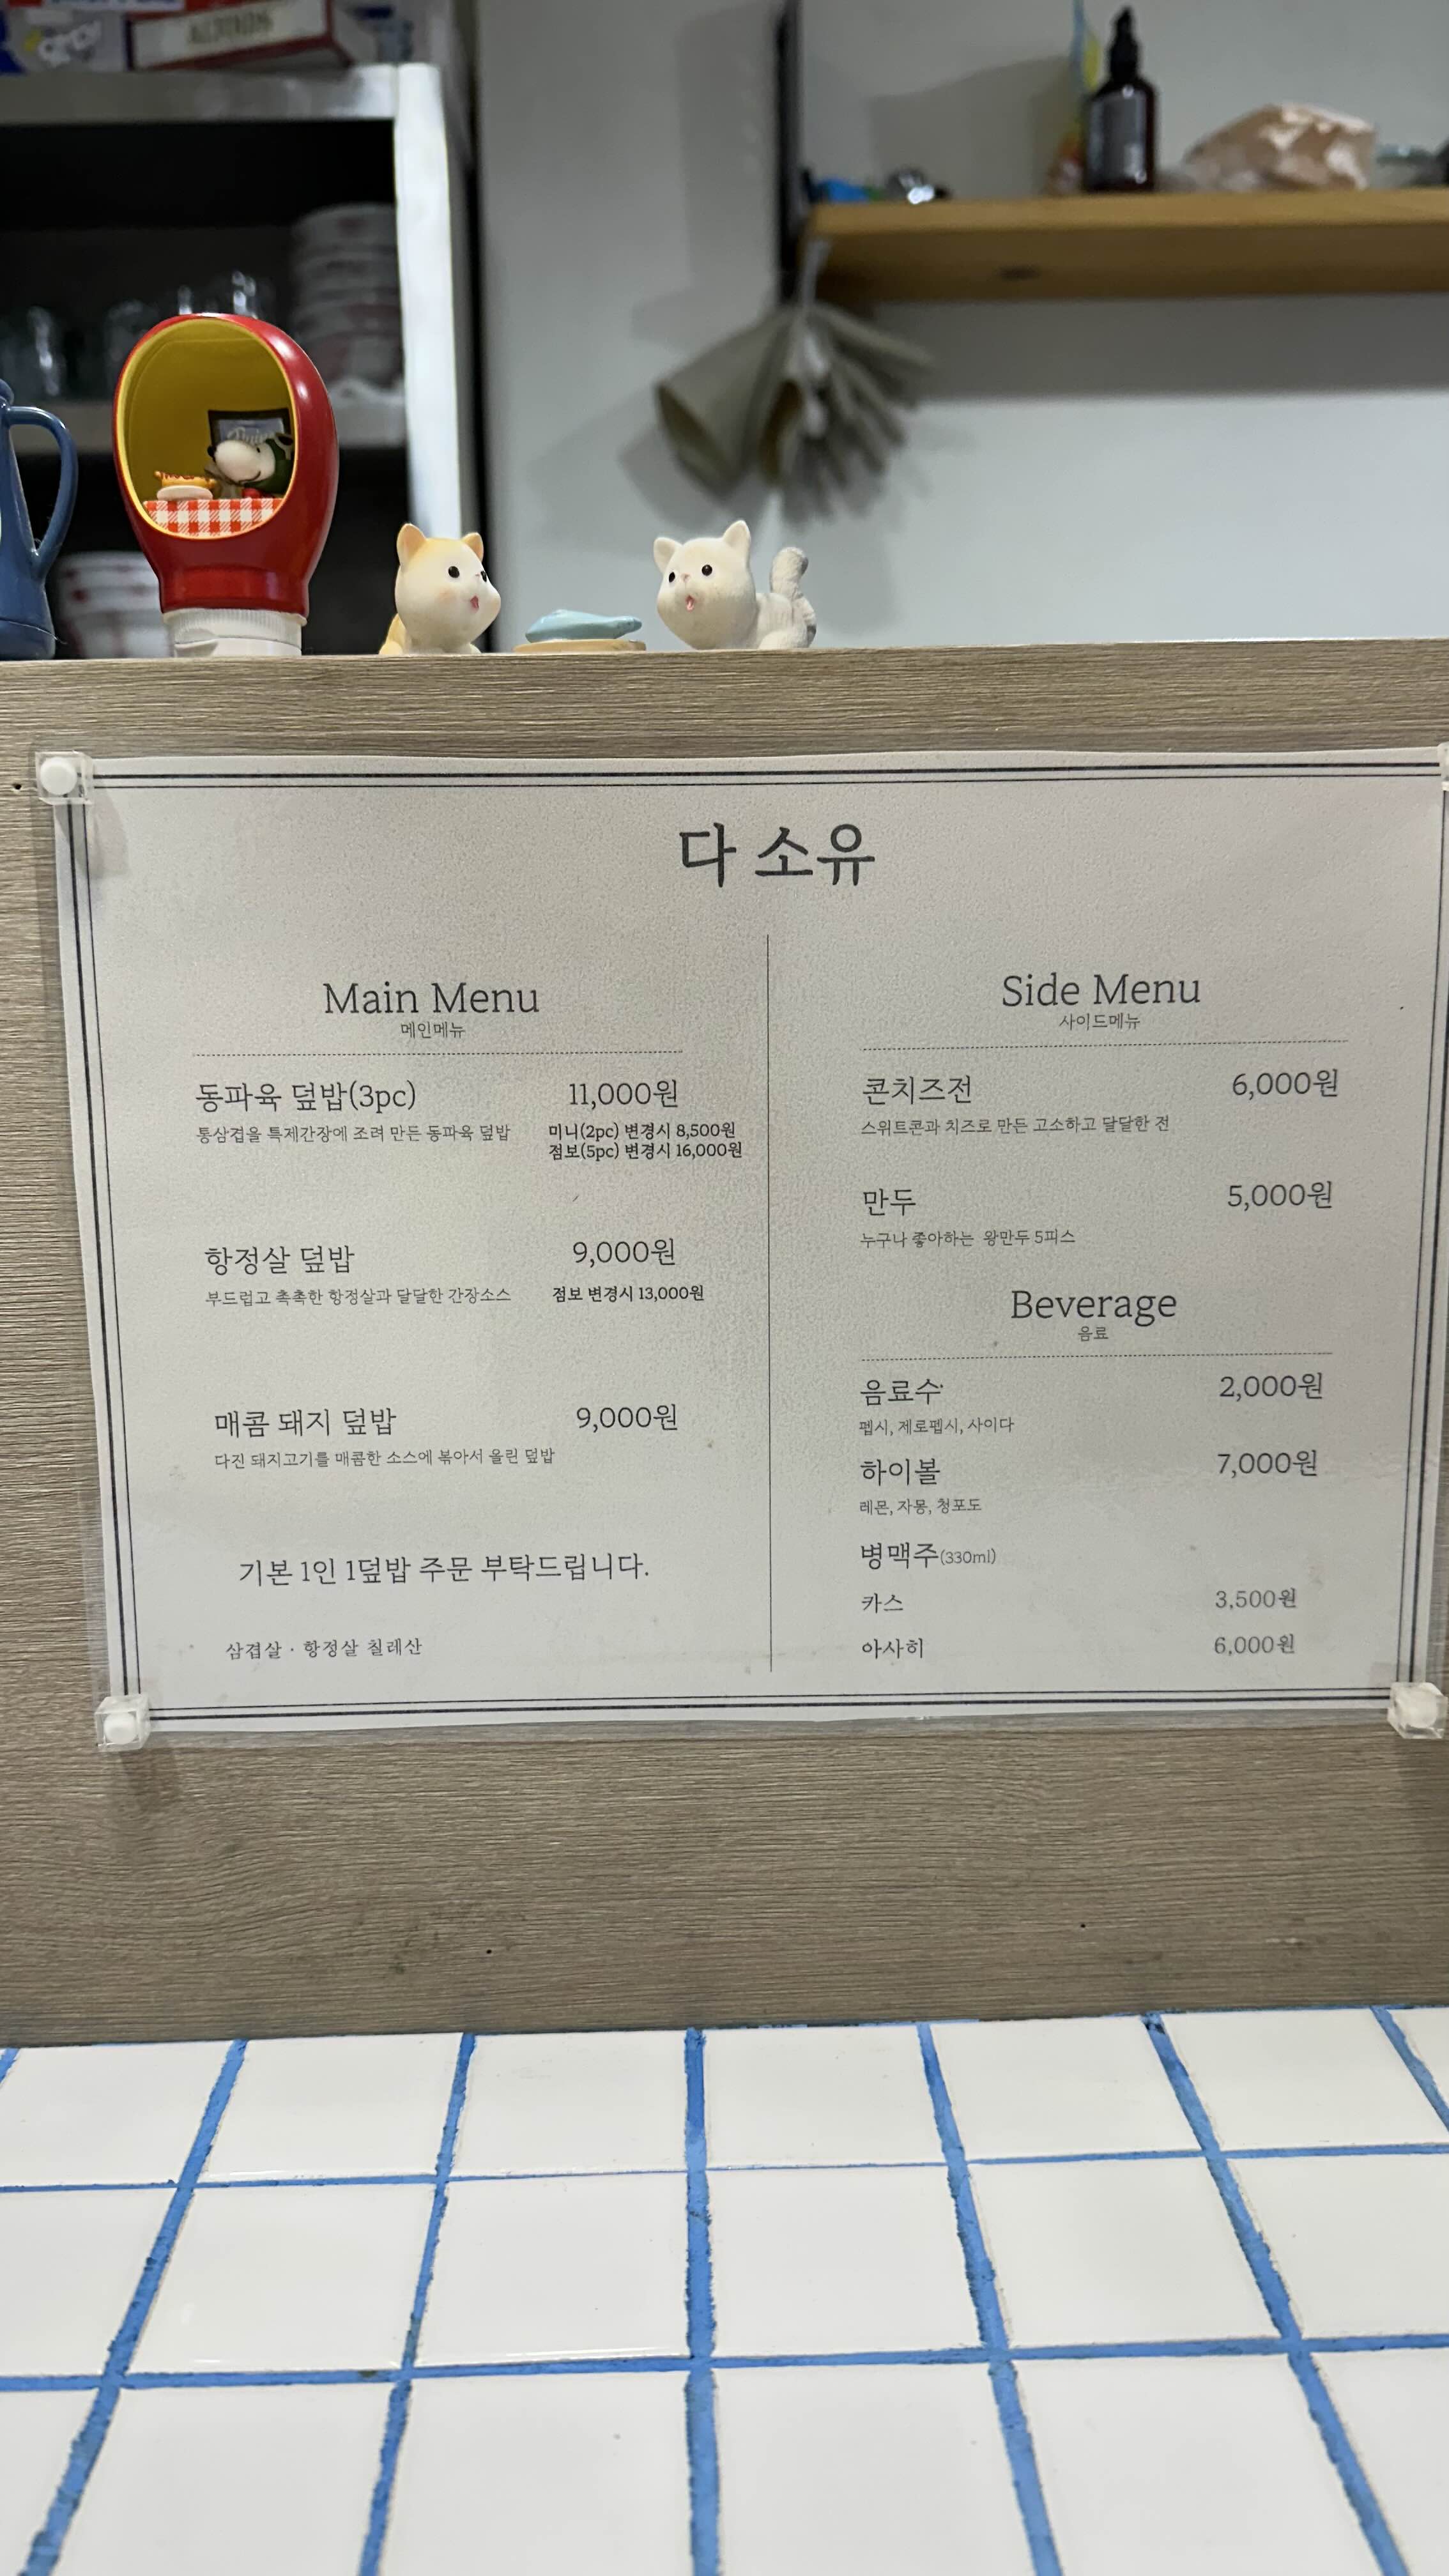 다 소유
Main Menu
메인메뉴
동파육 덮밥(3pc) 11,000원
통삼겹을 특제간장에 조려 만든 동파육 덮밥 미니(2pc) 변경시 8,500원
점보(5pc) 변경시 16,000원
항정살 덮밥 9,000원
부드럽고 촉촉한 항정살과 달달한 간장소스 점보 변경시 13,000원
매콤 돼지 덮밥 9,000원
다진 돼지고기를 매콤한 소스에 볶아서 올린 덮밥
기본 1인 1덮밥 주문 부탁드립니다.
삼겹살 · 항정살 칠레산
Side Menu
사이드메뉴
콘치즈전 6,000원
스위트콘과 치즈로 만든 고소하고 달달한 전
만두 5,000원
누구나 좋아하는 왕만두 5피스
Beverage
음료
음료수 2,000원
펩시, 제로펩시, 사이다
하이볼 7,000원
레몬, 자몽, 청포도
병맥주(330ml)
카스 3,500원
아사히 6,000원